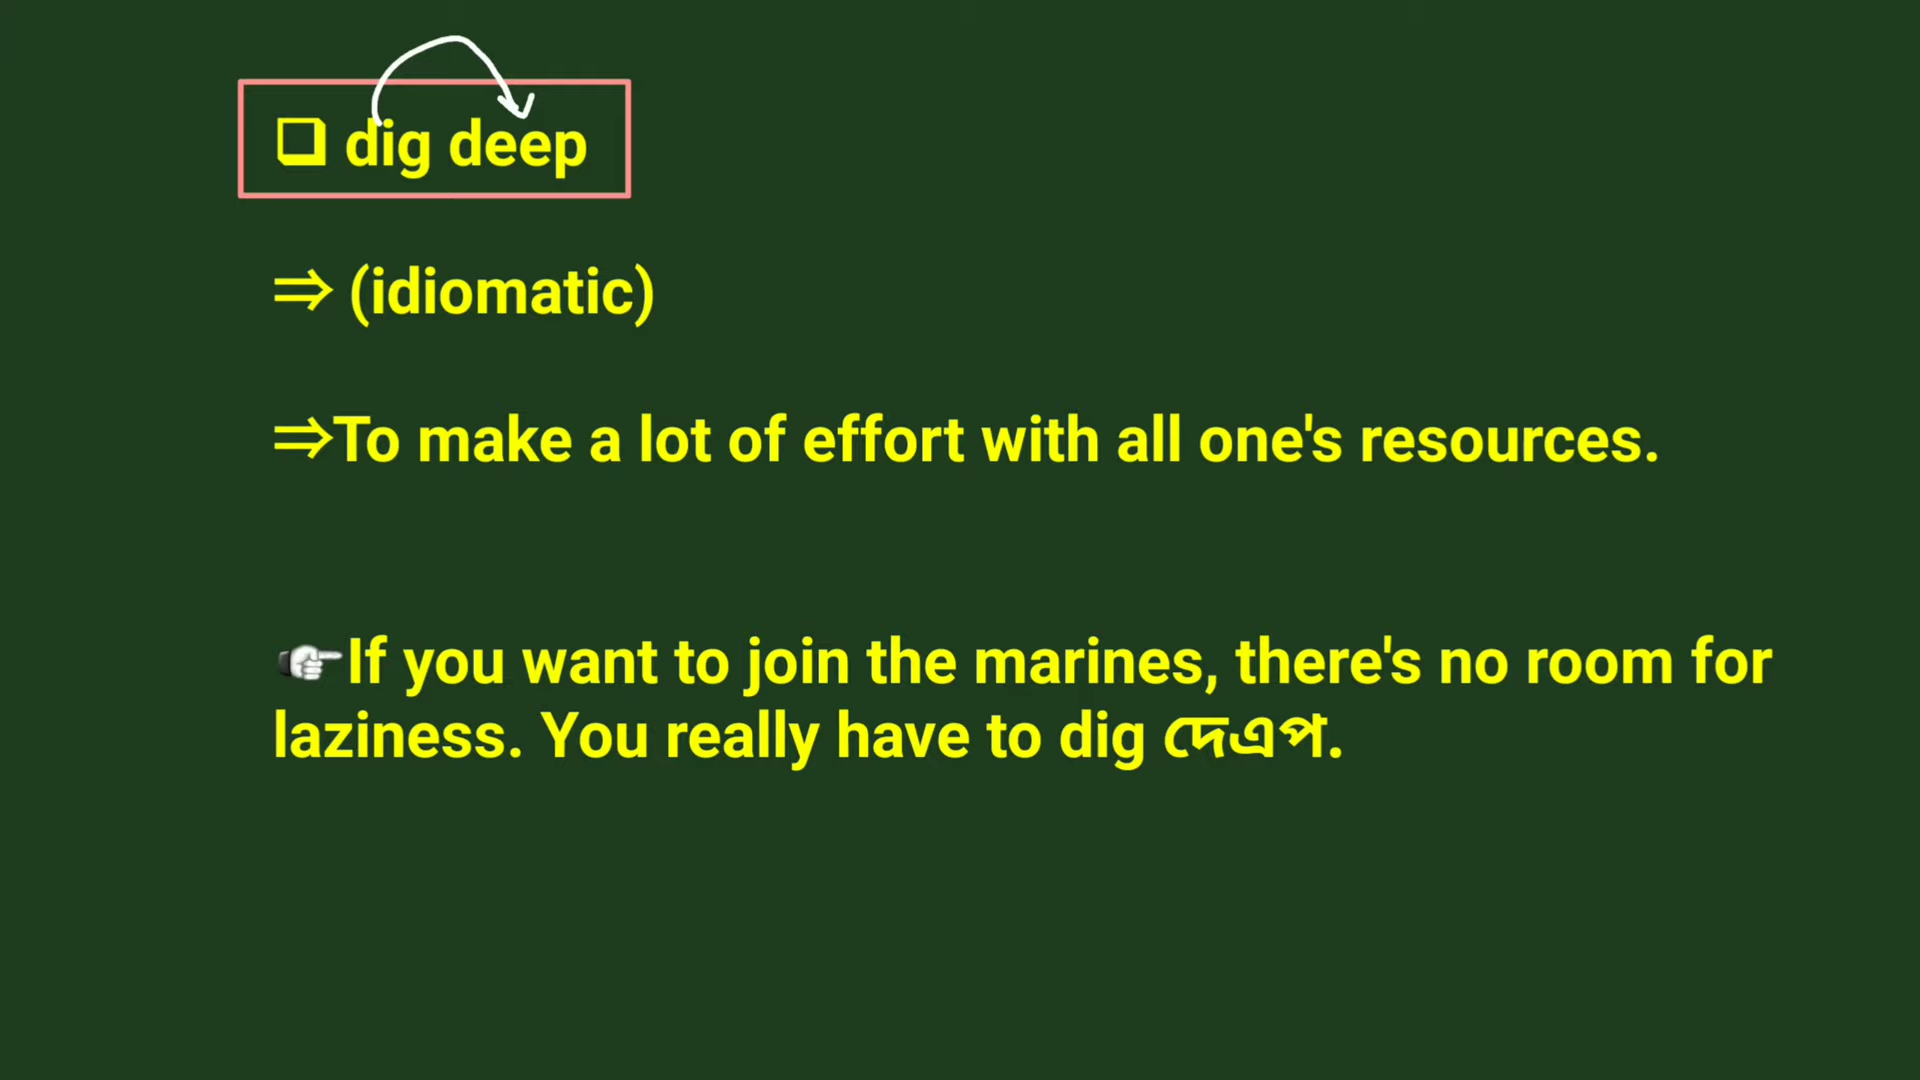 ❑ dig deep
⇒ (idiomatic)
⇒To make a lot of effort with all one's resources.
☞If you want to join the marines, there's no room for
laziness. You really have to dig দেএপ.